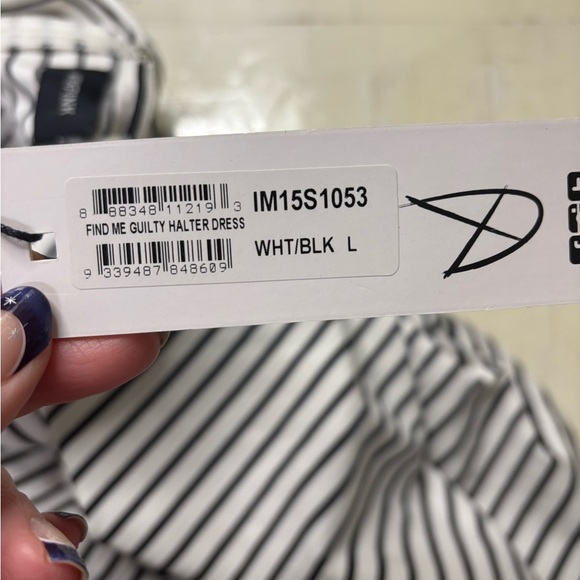 8 88348 11219 3
IM15S1053
FIND ME GUILTY HALTER DRESS
WHT/BLK L
9 339487 848609